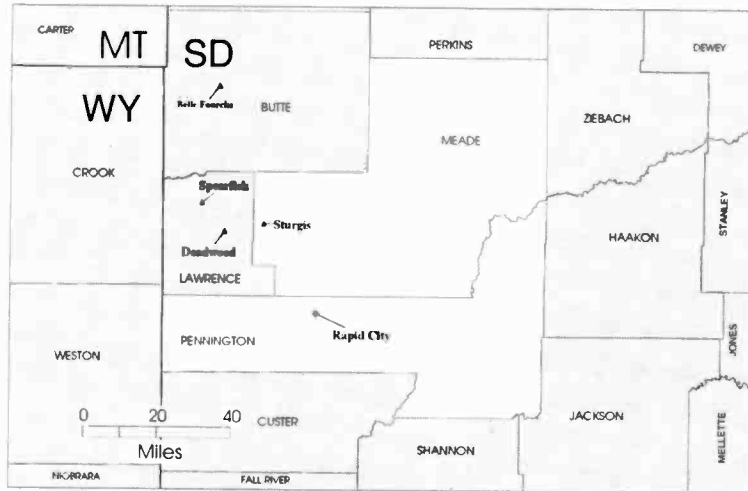 CARTER
MT
SD
PERKINS
DEWEY
WY
Belle Fourche
BUTTE
ZIEBACH
MEADE
CROOK
Spearfish
STANLEY
Sturgis
HAAKON
Deadwood
LAWRENCE
Rapid City
PENNINGTON
JONES
WESTON
0 20 40
Miles
CUSTER
JACKSON
MELLETTE
SHANNON
NIOBRARA
FALL RIVER